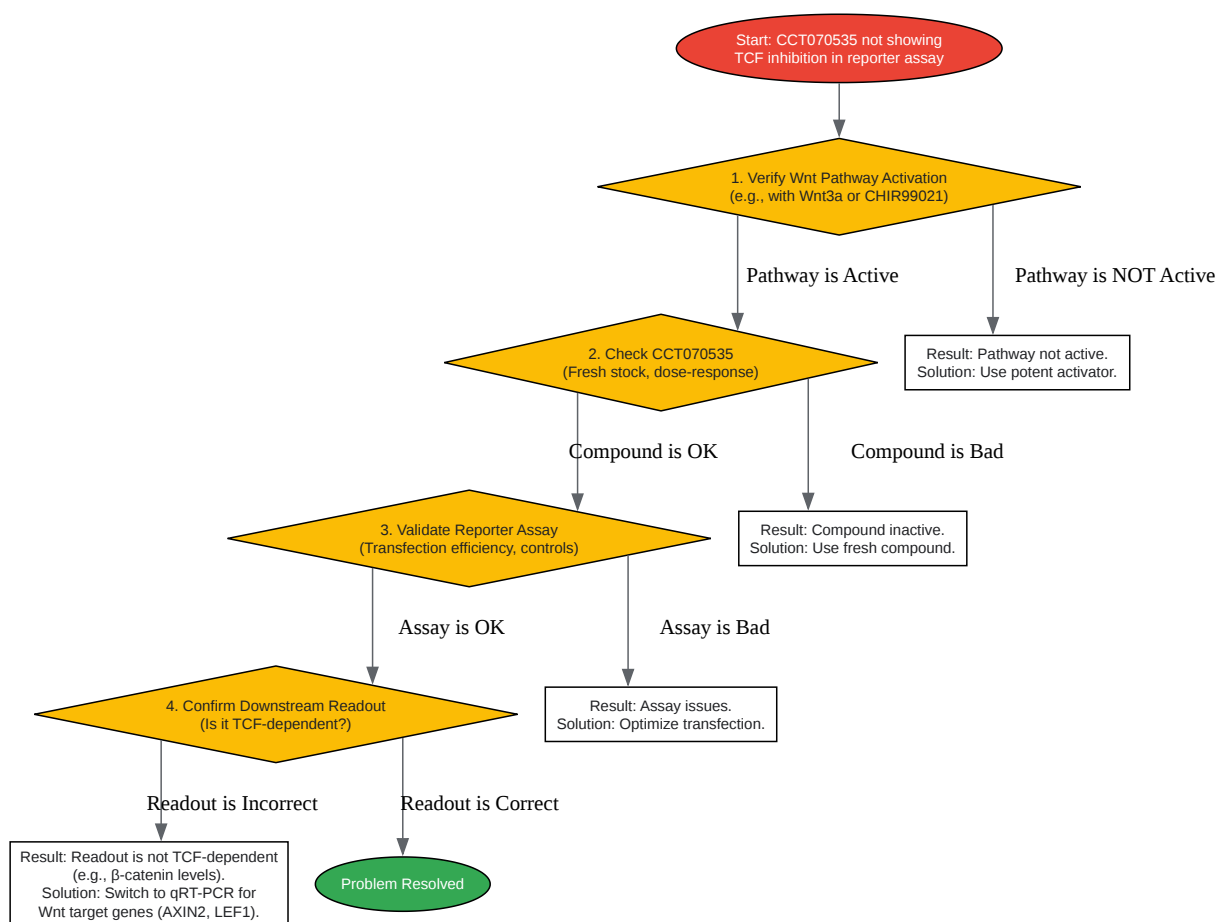 Start: CCT070535 not showing
TCF inhibition in reporter assay
1. Verify Wnt Pathway Activation
(e.g., with Wnt3a or CHIR99021)
Pathway is Active
Pathway is NOT Active
2. Check CCT070535
(Fresh stock, dose-response)
Result: Pathway not active.
Solution: Use potent activator.
Compound is OK
Compound is Bad
3. Validate Reporter Assay
(Transfection efficiency, controls)
Result: Compound inactive.
Solution: Use fresh compound.
Assay is OK
Assay is Bad
4. Confirm Downstream Readout
(Is it TCF-dependent?)
Result: Assay issues.
Solution: Optimize transfection.
Readout is Incorrect
Readout is Correct
Result: Readout is not TCF-dependent
(e.g., β-catenin levels).
Solution: Switch to qRT-PCR for
Wnt target genes (AXIN2, LEF1).
Problem Resolved